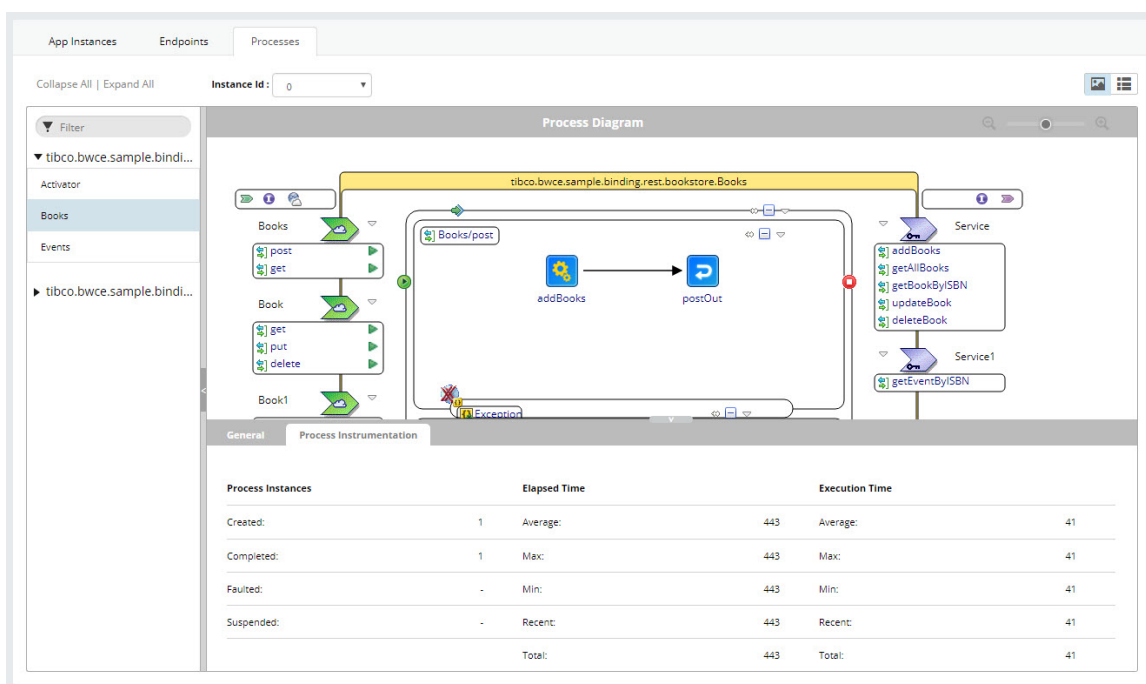 App Instances Endpoints Processes
Collapse All | Expand All Instance Id : 0
Filter
Process Diagram
tibco.bwce.sample.bindi...
Activator
Books
Events
tibco.bwce.sample.bindi...
tibco.bwce.sample.binding.rest.bookstore.Books
Books
post
get
Book
get
put
delete
Book1
Books/post
addBooks
postOut
Exception
Service
addBooks
getAllBooks
getBookByISBN
updateBook
deleteBook
Service1
getEventByISBN
General Process Instrumentation
Process Instances Elapsed Time Execution Time
Created: 1 Average: 443 Average: 41
Completed: 1 Max: 443 Max: 41
Faulted: - Min: 443 Min: 41
Suspended: - Recent: 443 Recent: 41
Total: 443 Total: 41